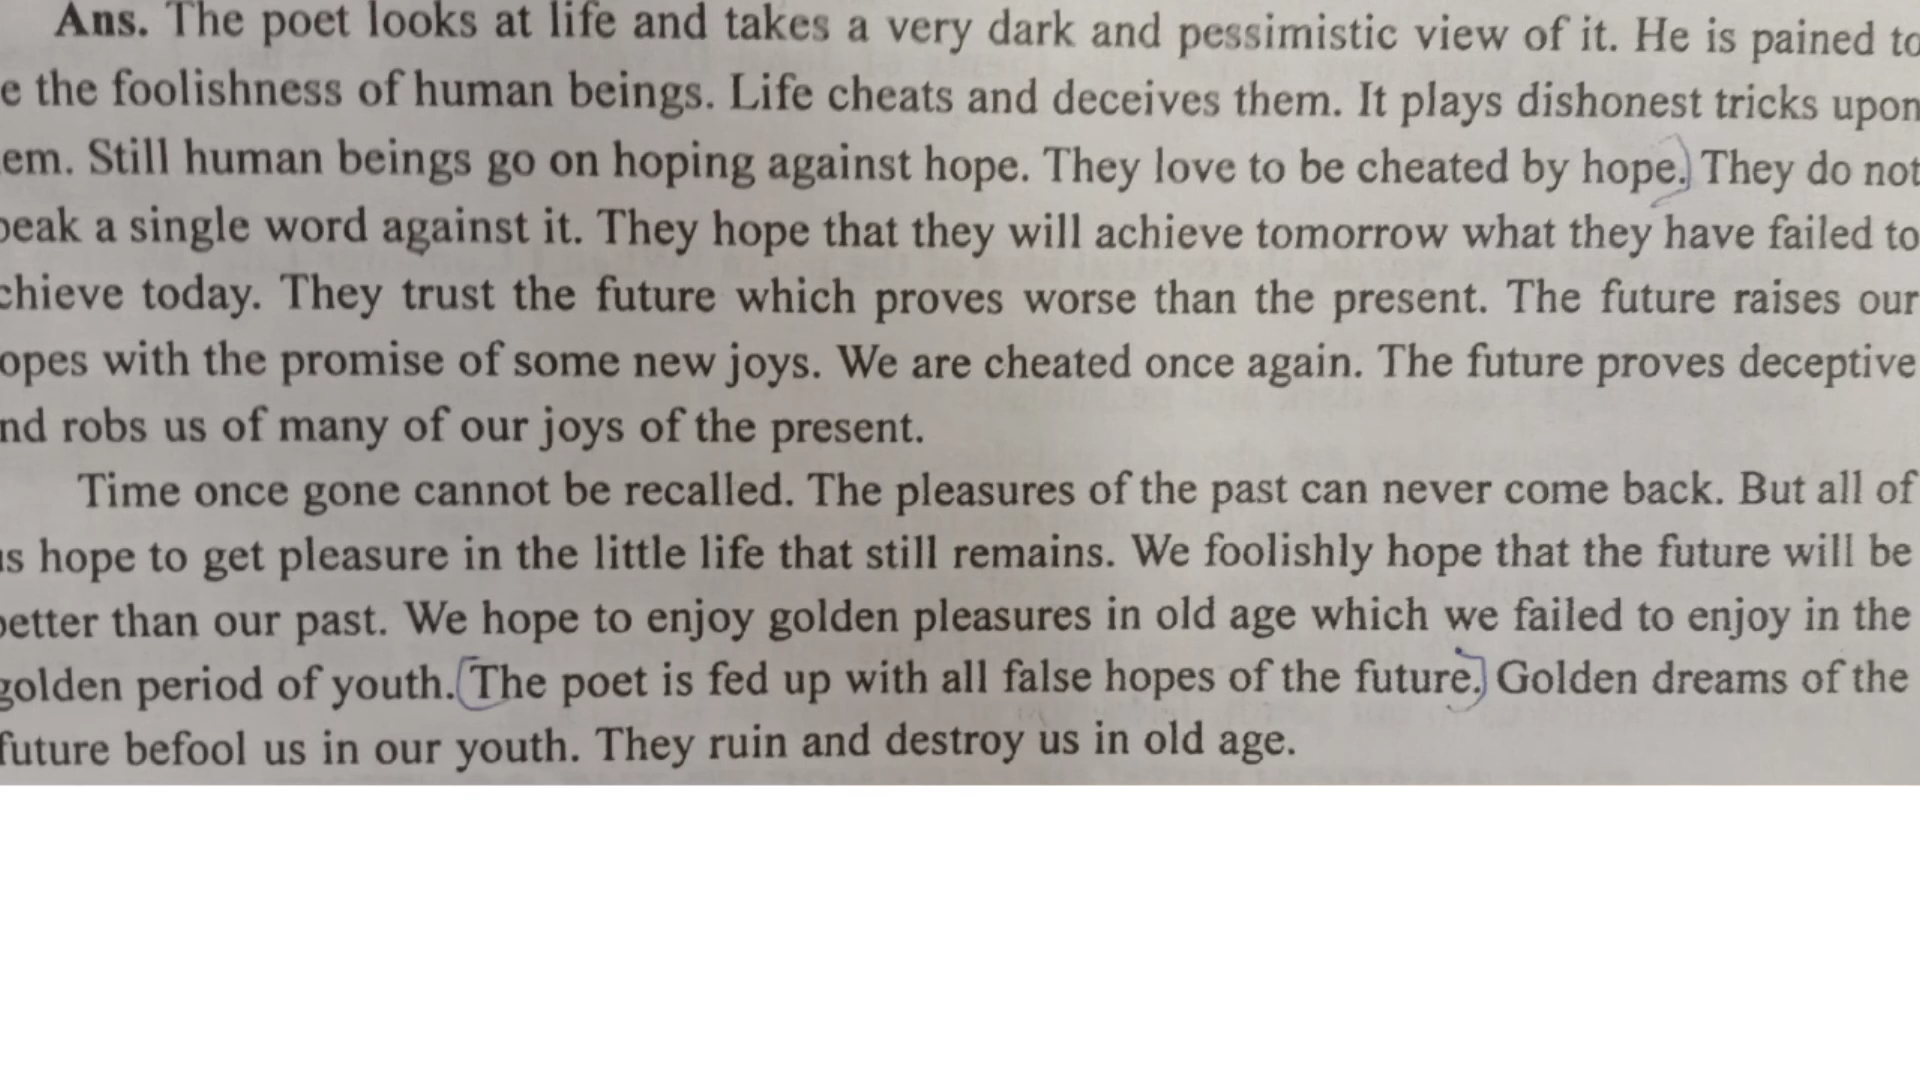 Ans. The poet looks at life and takes a very dark and pessimistic view of it. He is pained to
e the foolishness of human beings. Life cheats and deceives them. It plays dishonest tricks upon
em. Still human beings go on hoping against hope. They love to be cheated by hope. They do not
peak a single word against it. They hope that they will achieve tomorrow what they have failed to
chieve today. They trust the future which proves worse than the present. The future raises our
opes with the promise of some new joys. We are cheated once again. The future proves deceptive
nd robs us of many of our joys of the present.
Time once gone cannot be recalled. The pleasures of the past can never come back. But all of
us hope to get pleasure in the little life that still remains. We foolishly hope that the future will be
better than our past. We hope to enjoy golden pleasures in old age which we failed to enjoy in the
golden period of youth. (The poet is fed up with all false hopes of the future.) Golden dreams of the
future befool us in our youth. They ruin and destroy us in old age.